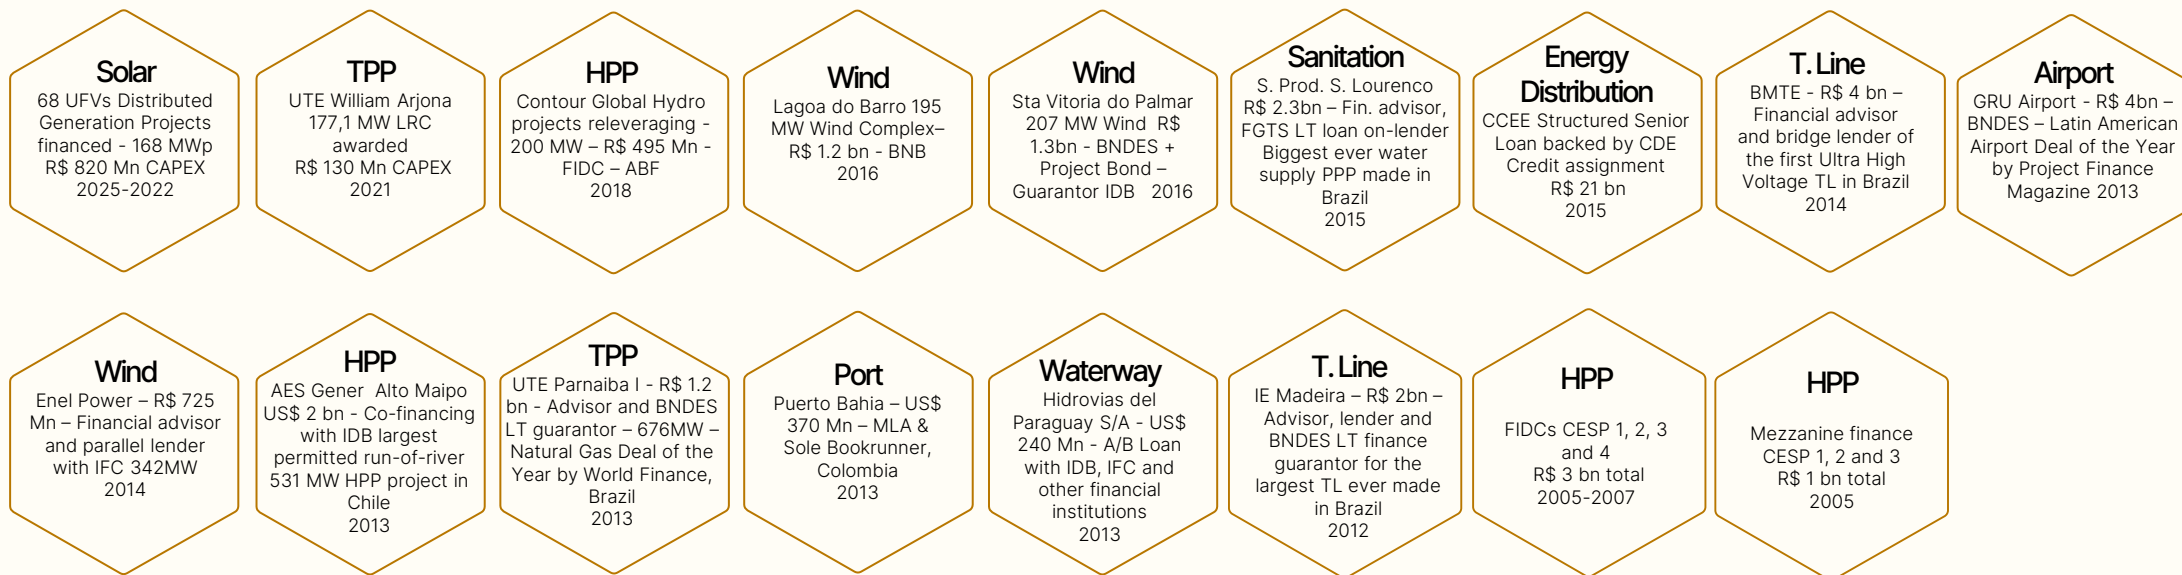 Solar
68 UFVs Distributed
Generation Projects
financed - 168 MWp
R$ 820 Mn CAPEX
2025-2022
TPP
UTE William Arjona
177,1 MW LRC
awarded
R$ 130 Mn CAPEX
2021
HPP
Contour Global Hydro
projects releveraging -
200 MW – R$ 495 Mn -
FIDC – ABF
2018
Wind
Lagoa do Barro 195
MW Wind Complex–
R$ 1.2 bn - BNB
2016
Wind
Sta Vitoria do Palmar
207 MW Wind R$
1.3bn - BNDES +
Project Bond –
Guarantor IDB 2016
Sanitation
S. Prod. S. Lourenco
R$ 2.3bn – Fin. advisor,
FGTS LT loan on-lender
Biggest ever water
supply PPP made in
Brazil
2015
Energy
Distribution
CCEE Structured Senior
Loan backed by CDE
Credit assignment
R$ 21 bn
2015
T. Line
BMTE - R$ 4 bn –
Financial advisor
and bridge lender of
the first Ultra High
Voltage TL in Brazil
2014
Airport
GRU Airport - R$ 4bn –
BNDES – Latin American
Airport Deal of the Year
by Project Finance
Magazine 2013
Wind
Enel Power – R$ 725
Mn – Financial advisor
and parallel lender
with IFC 342MW
2014
HPP
AES Gener Alto Maipo
US$ 2 bn - Co-financing
with IDB largest
permitted run-of-river
531 MW HPP project in
Chile
2013
TPP
UTE Parnaiba I - R$ 1.2
bn - Advisor and BNDES
LT guarantor – 676MW –
Natural Gas Deal of the
Year by World Finance,
Brazil
2013
Port
Puerto Bahia – US$
370 Mn – MLA &
Sole Bookrunner,
Colombia
2013
Waterway
Hidrovias del
Paraguay S/A - US$
240 Mn - A/B Loan
with IDB, IFC and
other financial
institutions
2013
T. Line
IE Madeira – R$ 2bn –
Advisor, lender and
BNDES LT finance
guarantor for the
largest TL ever made
in Brazil
2012
HPP
FIDCs CESP 1, 2, 3
and 4
R$ 3 bn total
2005-2007
HPP
Mezzanine finance
CESP 1, 2 and 3
R$ 1 bn total
2005